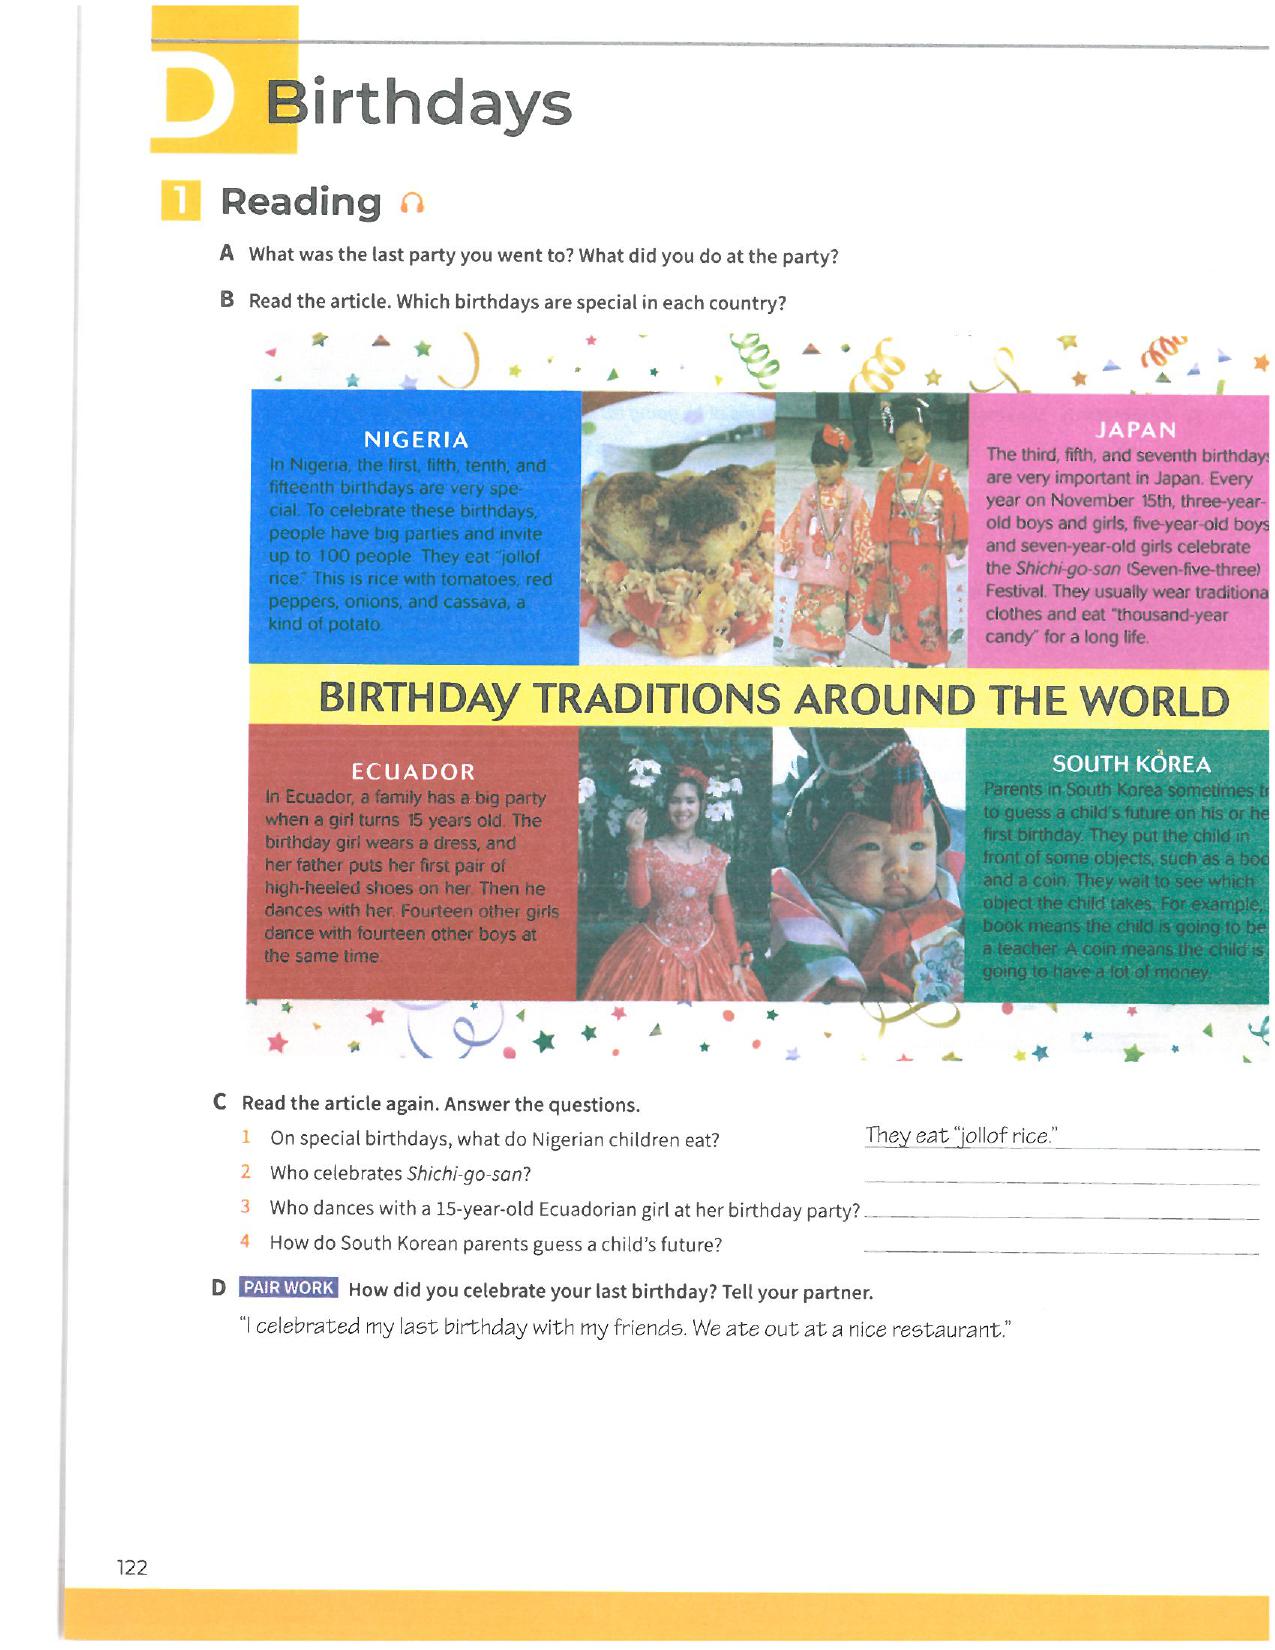 D Birthdays
1 Reading
A What was the last party you went to? What did you do at the party?
B Read the article. Which birthdays are special in each country?
NIGERIA
In Nigeria, the first, fifth, tenth, and
fifteenth birthdays are very spe-
cial. To celebrate these birthdays,
people have big parties and invite
up to 100 people. They eat "jollof
rice." This is rice with tomatoes, red
peppers, onions, and cassava, a
kind of potato.
JAPAN
The third, fifth, and seventh birthday
are very important in Japan. Every
year on November 15th, three-year-
old boys and girls, five-year-old boys
and seven-year-old girls celebrate
the Shichi-go-san (Seven-five-three)
Festival. They usually wear traditiona
clothes and eat "thousand-year
candy" for a long life.
BIRTHDAY TRADITIONS AROUND THE WORLD
ECUADOR
In Ecuador, a family has a big party
when a girl turns 15 years old. The
birthday girl wears a dress, and
her father puts her first pair of
high-heeled shoes on her. Then he
dances with her. Fourteen other girls
dance with fourteen other boys at
the same time.
SOUTH KOREA
Parents in South Korea sometimes
to guess a child's future on his or he
first birthday. They put the child in
front of some objects, such as a boo
and a coin. They wait to see which
object the child takes. For example,
book means the child is going to be
a teacher. A coin means the child is
going to have a lot of money.
C Read the article again. Answer the questions.
1 On special birthdays, what do Nigerian children eat? They eat "jollof rice."
2 Who celebrates Shichi-go-san?
3 Who dances with a 15-year-old Ecuadorian girl at her birthday party?
4 How do South Korean parents guess a child's future?
D PAIR WORK How did you celebrate your last birthday? Tell your partner.
"I celebrated my last birthday with my friends. We ate out at a nice restaurant."
122